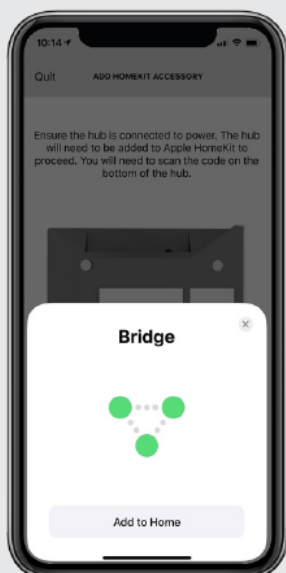 10:14
Quit
ADD HOMEKIT ACCESSORY
Ensure the hub is connected to power. The hub
will need to be added to Apple HomeKit to
proceed. You will need to scan the code on the
bottom of the hub.
Bridge
Add to Home